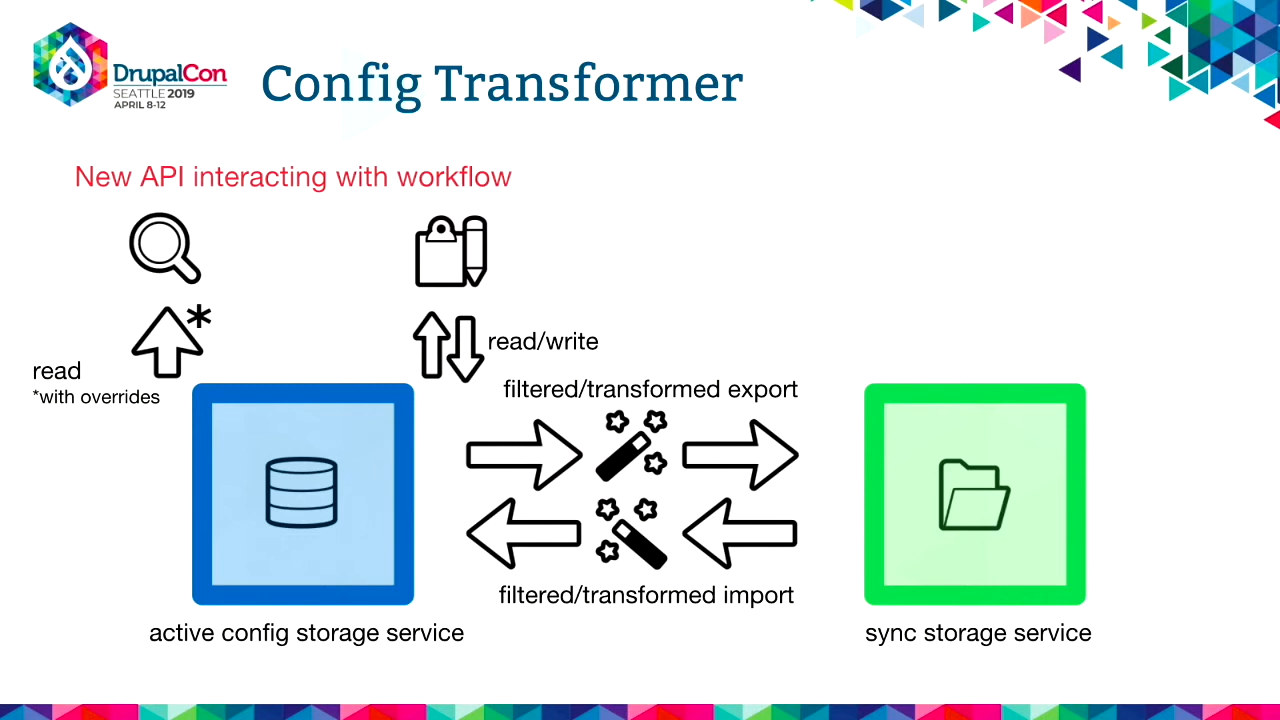 DrupalCon
SEATTLE 2019
APRIL 8-12
Config Transformer
New API interacting with workflow
*
read/write
read
*with overrides
filtered/transformed export
filtered/transformed import
active config storage service
sync storage service